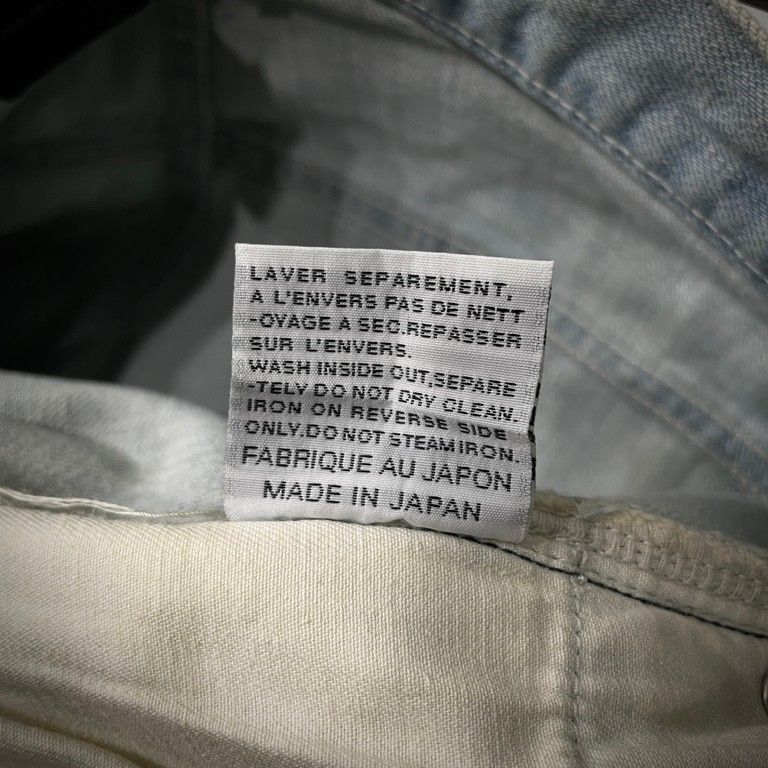 LAVER SEPAREMENT,
A L'ENVERS PAS DE NETT
-OYAGE A SEC.REPASSER
SUR L'ENVERS.
WASH INSIDE OUT,SEPARE
-TELY DO NOT DRY CLEAN.
IRON ON REVERSE SIDE
ONLY.DO NOT STEAM IRON.
FABRIQUE AU JAPON
MADE IN JAPAN